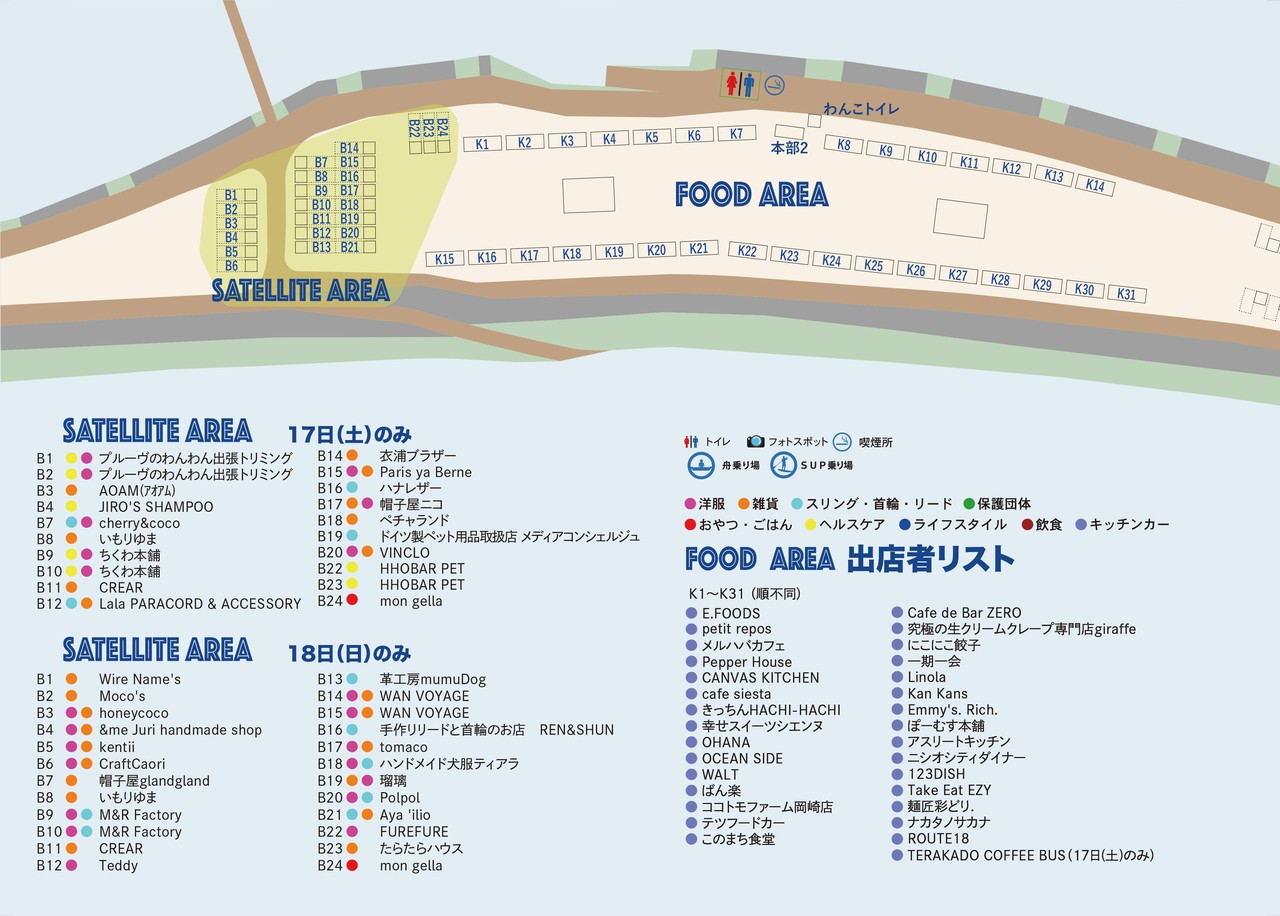 わんこトイレ
B22 B23 B24
K1 K2 K3 K4 K5 K6 K7
本部2
K8 K9 K10 K11 K12 K13 K14
B14
B7 B15
B8 B16
B9 B17
B10 B18
B11 B19
B12 B20
B13 B21
B1
B2
B3
B4
B5
B6
FOOD AREA
K15 K16 K17 K18 K19 K20 K21 K22 K23 K24 K25 K26 K27 K28 K29 K30 K31
SATELLITE AREA
SATELLITE AREA 17日(土)のみ
B1 プルーヴのわんわん出張トリミング
B2 プルーヴのわんわん出張トリミング
B3 AOAM(アオアム)
B4 JIRO'S SHAMPOO
B7 cherry&coco
B8 いもりゆま
B9 ちくわ本舗
B10 ちくわ本舗
B11 CREAR
B12 Lala PARACORD & ACCESSORY
B14 衣浦ブラザー
B15 Paris ya Berne
B16 ハナレザー
B17 帽子屋ニコ
B18 ペチャランド
B19 ドイツ製ペット用品取扱店 メディアコンシェルジュ
B20 VINCLO
B22 HHOBAR PET
B23 HHOBAR PET
B24 mon gella
SATELLITE AREA 18日(日)のみ
B1 Wire Name's
B2 Moco's
B3 honeycoco
B4 &me Juri handmade shop
B5 kentii
B6 CraftCaori
B7 帽子屋glandgland
B8 いもりゆま
B9 M&R Factory
B10 M&R Factory
B11 CREAR
B12 Teddy
B13 革工房mumuDog
B14 WAN VOYAGE
B15 WAN VOYAGE
B16 手作リリードと首輪のお店 REN&SHUN
B17 tomaco
B18 ハンドメイド犬服ティアラ
B19 瑠璃
B20 Polpol
B21 Aya 'ilio
B22 FUREFURE
B23 たらたらハウス
B24 mon gella
トイレ フォトスポット 喫煙所
舟乗り場 SUP乗り場
洋服 雑貨 スリング・首輪・リード 保護団体
おやつ・ごはん ヘルスケア ライフスタイル 飲食 キッチンカー
FOOD AREA 出店者リスト
K1〜K31（順不同）
E.FOODS
petit repos
メルハバカフェ
Pepper House
CANVAS KITCHEN
cafe siesta
きっちんHACHI-HACHI
幸せスイーツシエンヌ
OHANA
OCEAN SIDE
WALT
ぱん楽
ココトモファーム岡崎店
テツフードカー
このまち食堂
Cafe de Bar ZERO
究極の生クリームクレープ専門店giraffe
にこにこ餃子
一期一会
Linola
Kan Kans
Emmy's. Rich.
ぽーむす本舗
アスリートキッチン
ニシオシティダイナー
123DISH
Take Eat EZY
麺匠彩どり.
ナカタノサカナ
ROUTE18
TERAKADO COFFEE BUS(17日(土)のみ)